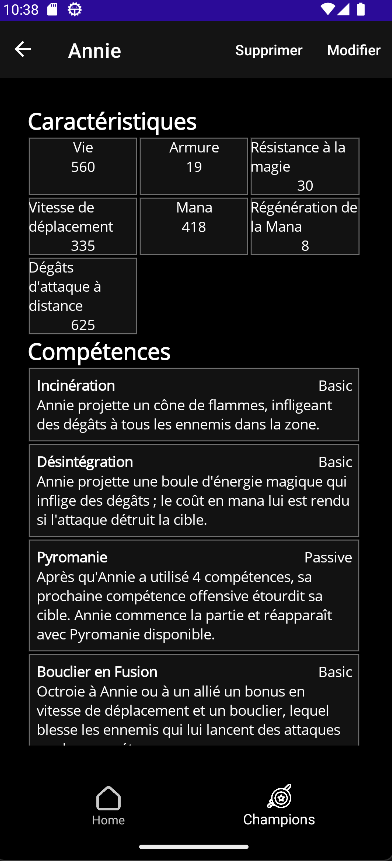 10:38
Annie Supprimer Modifier
Caractéristiques
Vie Armure Résistance à la
560 19 magie
30
Vitesse de Mana Régénération de
déplacement 418 la Mana
335 8
Dégâts
d'attaque à
distance
625
Compétences
Incinération Basic
Annie projette un cône de flammes, infligeant
des dégâts à tous les ennemis dans la zone.
Désintégration Basic
Annie projette une boule d'énergie magique qui
inflige des dégâts ; le coût en mana lui est rendu
si l'attaque détruit la cible.
Pyromanie Passive
Après qu'Annie a utilisé 4 compétences, sa
prochaine compétence offensive étourdit sa
cible. Annie commence la partie et réapparaît
avec Pyromanie disponible.
Bouclier en Fusion Basic
Octroie à Annie ou à un allié un bonus en
vitesse de déplacement et un bouclier, lequel
blesse les ennemis qui lui lancent des attaques
Home Champions